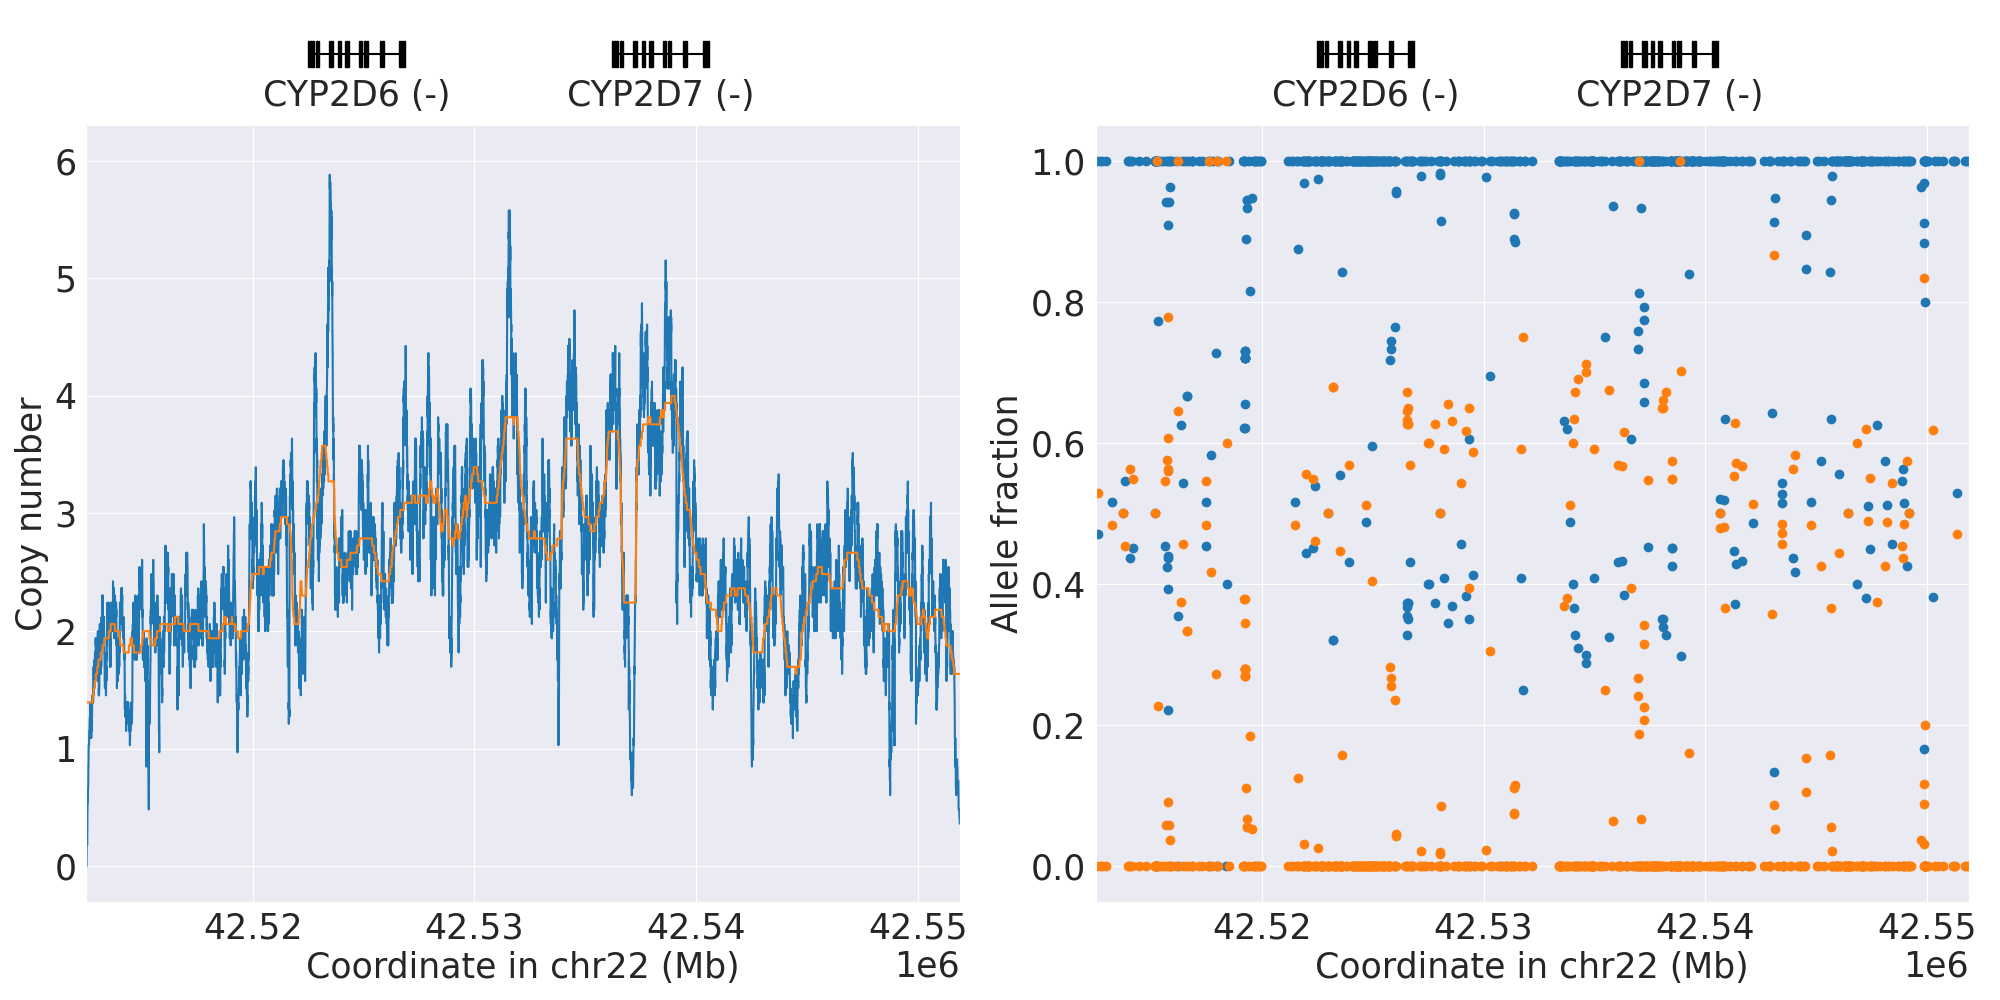 CYP2D6 (-) CYP2D7 (-)
Copy number
6
5
4
3
2
1
0
42.52 42.53 42.54 42.55
Coordinate in chr22 (Mb) 1e6
CYP2D6 (-) CYP2D7 (-)
Allele fraction
1.0
0.8
0.6
0.4
0.2
0.0
42.52 42.53 42.54 42.55
Coordinate in chr22 (Mb) 1e6